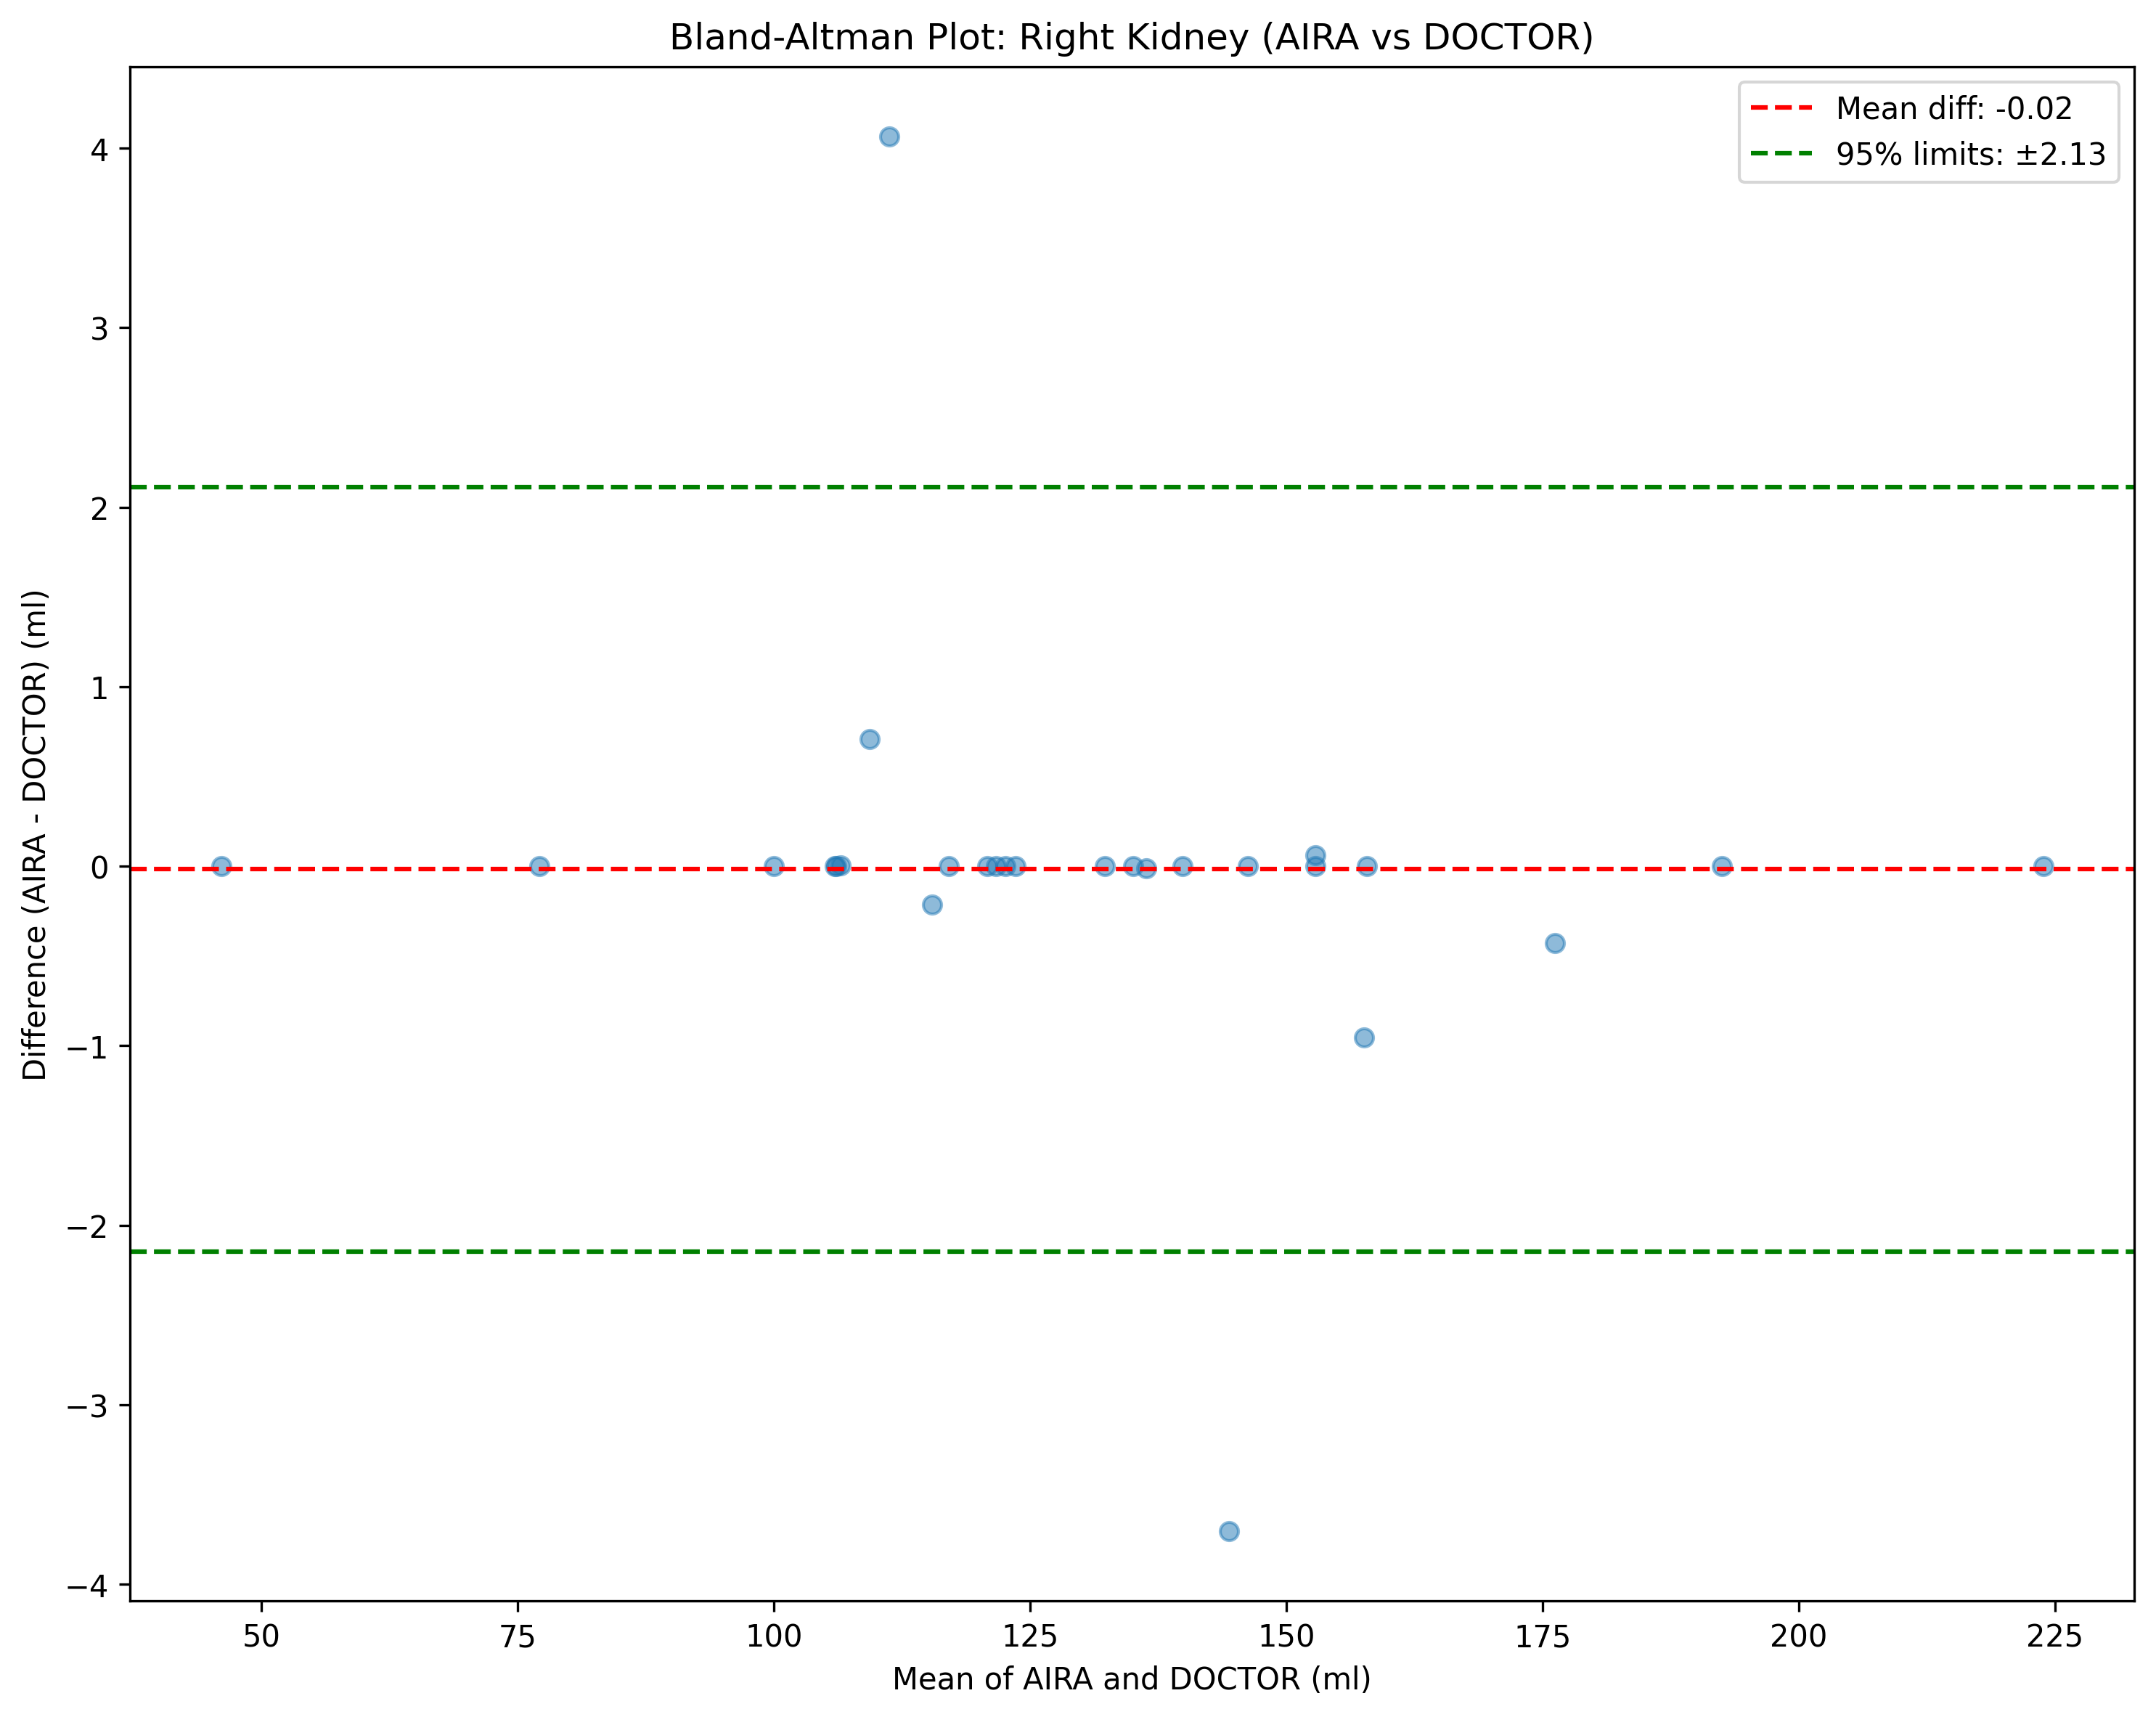 Bland-Altman Plot: Right Kidney (AIRA vs DOCTOR)
Mean diff: -0.02
95% limits: ±2.13
Difference (AIRA - DOCTOR) (ml)
4
3
2
1
0
−1
−2
−3
−4
50 75 100 125 150 175 200 225
Mean of AIRA and DOCTOR (ml)